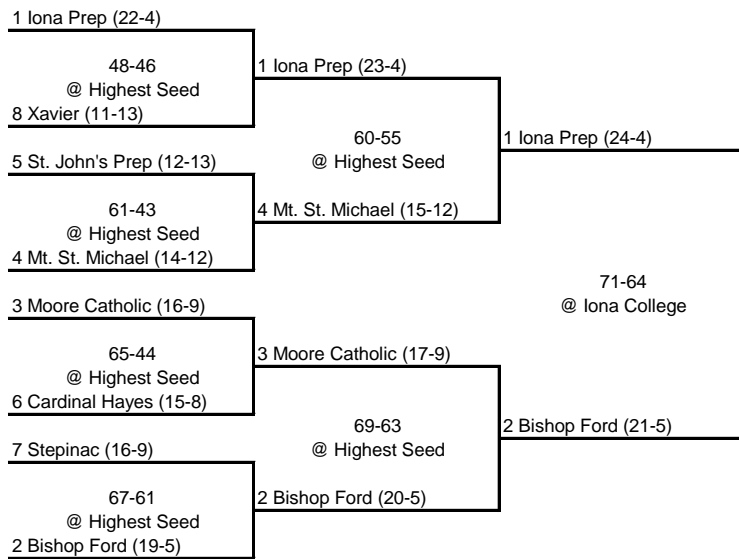 1 Iona Prep (22-4)
48-46
@ Highest Seed
8 Xavier (11-13)
1 Iona Prep (23-4)
5 St. John's Prep (12-13)
61-43
@ Highest Seed
4 Mt. St. Michael (14-12)
60-55
@ Highest Seed
4 Mt. St. Michael (15-12)
1 Iona Prep (24-4)
3 Moore Catholic (16-9)
65-44
@ Highest Seed
6 Cardinal Hayes (15-8)
3 Moore Catholic (17-9)
7 Stepinac (16-9)
67-61
@ Highest Seed
2 Bishop Ford (19-5)
69-63
@ Highest Seed
2 Bishop Ford (20-5)
71-64
@ Iona College
2 Bishop Ford (21-5)